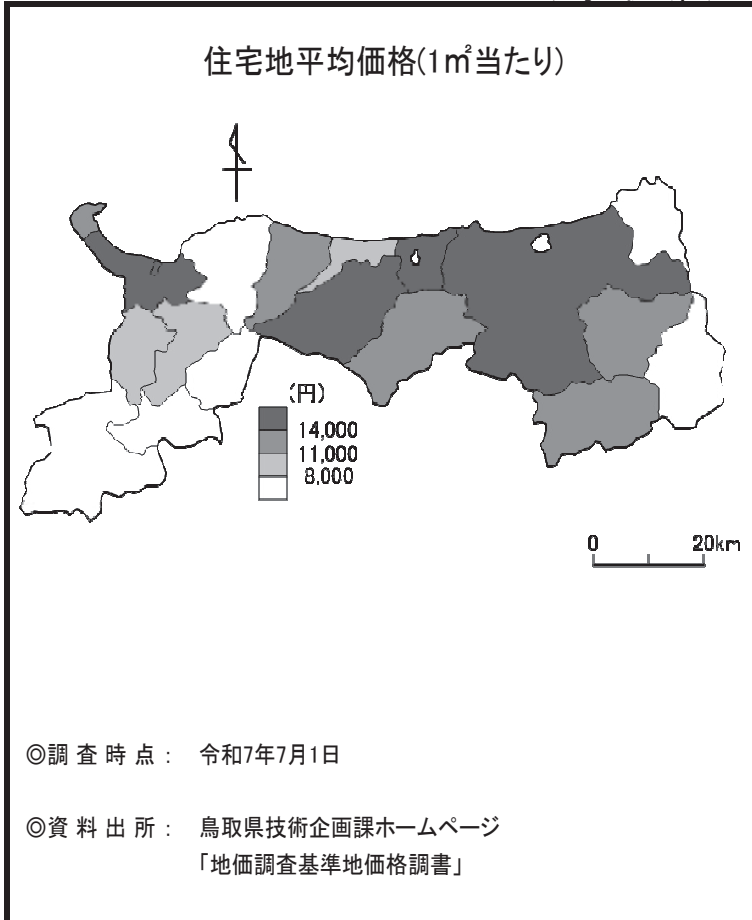 住宅地平均価格(1㎡当たり)
(円)
14,000
11,000
8,000
0 20km
◎調 査 時 点 : 令和7年7月1日
◎資 料 出 所 : 鳥取県技術企画課ホームページ
「地価調査基準地価格調書」